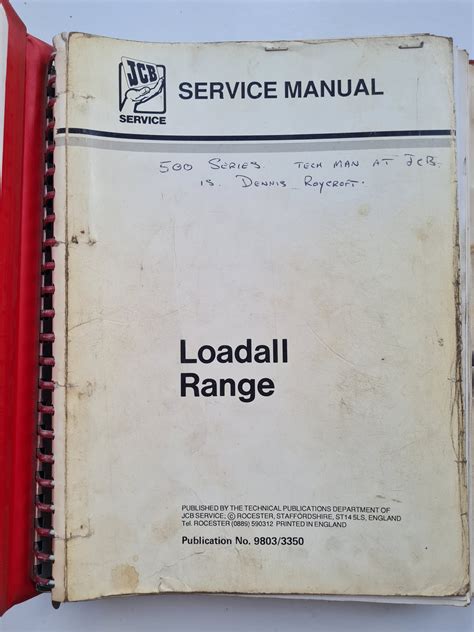 JCB
SERVICE
SERVICE MANUAL
500 SERIES. TECH MAN AT JCB.
IS. DENNIS ROYCROFT.
Loadall
Range
PUBLISHED BY THE TECHNICAL PUBLICATIONS DEPARTMENT OF
JCB SERVICE; © ROCESTER, STAFFORDSHIRE, ST14 5LS, ENGLAND
Tel. ROCESTER (0889) 590312 PRINTED IN ENGLAND
Publication No. 9803/3350